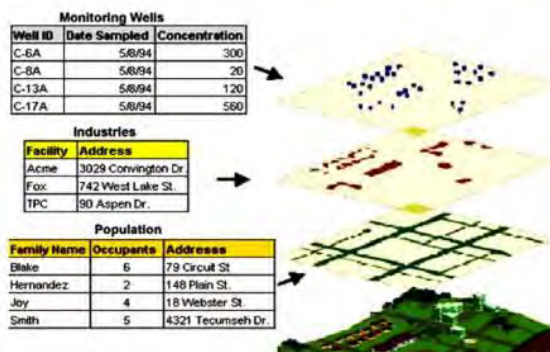 Monitoring Wells
Well ID Date Sampled Concentration
C-6A 5/8/94 300
C-8A 5/8/94 20
C-13A 5/8/94 120
C-17A 5/8/94 560
Industries
Facility Address
Acme 3029 Convington Dr.
Fox 742 West Lake St.
TPC 90 Aspen Dr.
Population
Family Name Occupants Addresss
Blake 6 79 Circuit St
Hernandez 2 148 Plain St.
Joy 4 18 Webster St.
Smith 5 4321 Tecumseh Dr.